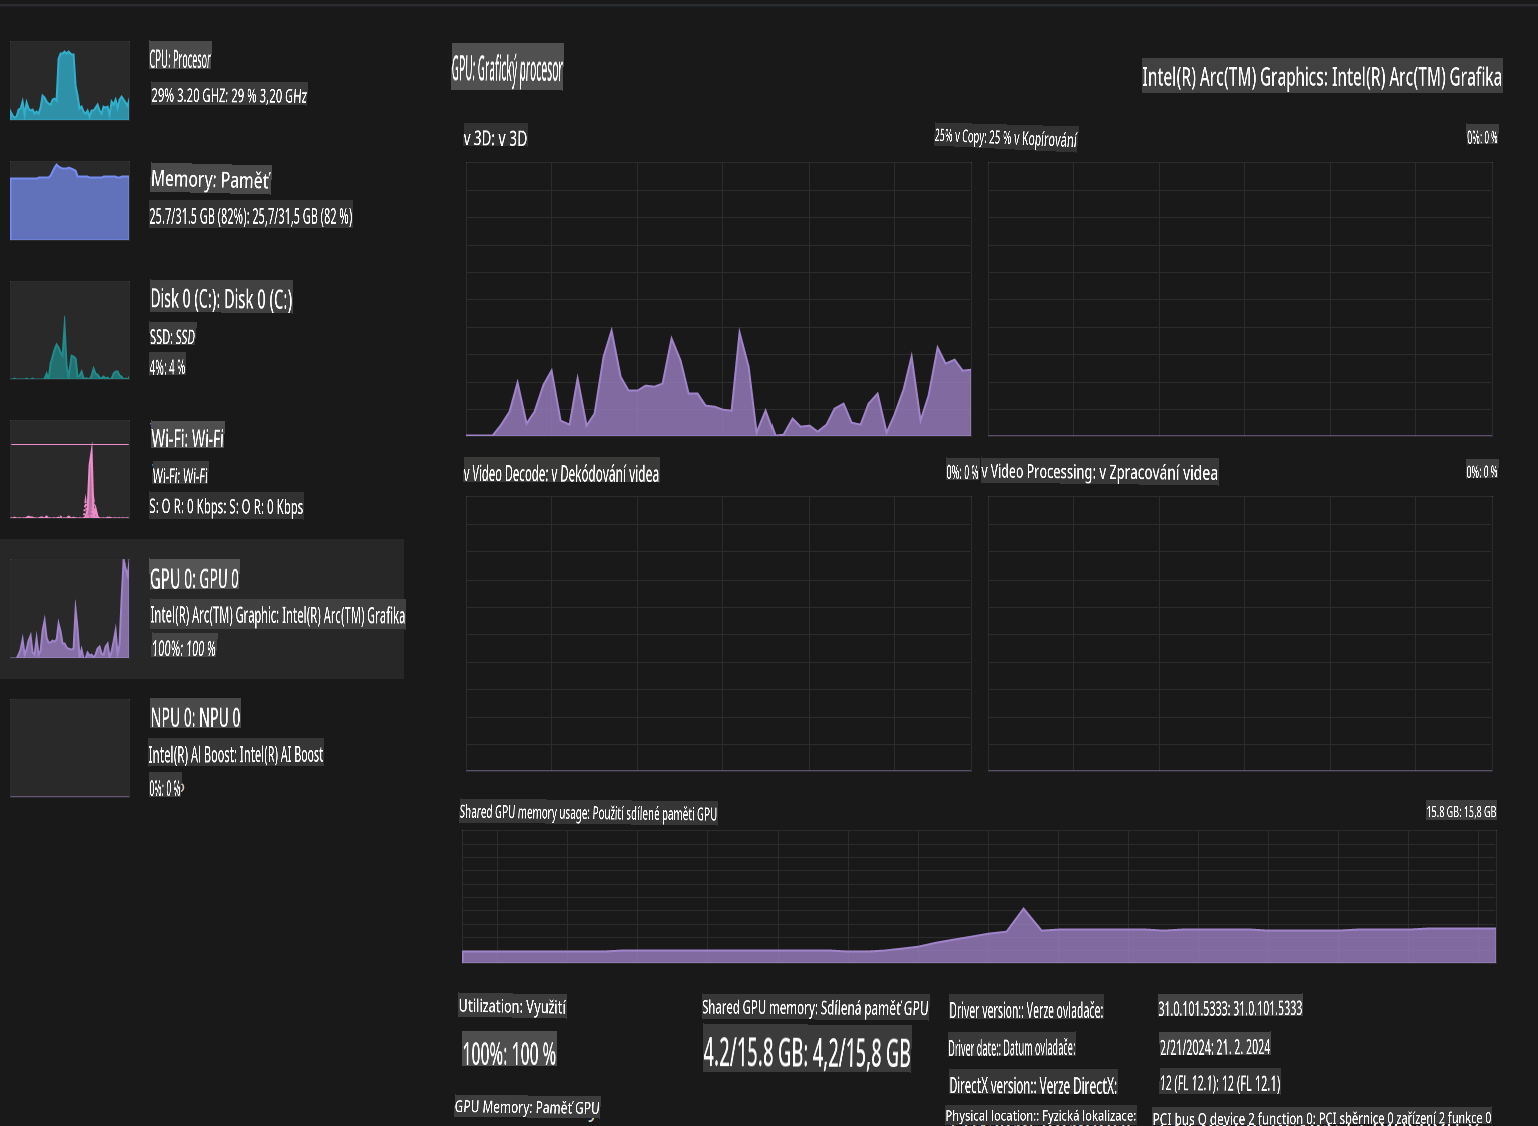 CPU: Procesor
29% 3.20 GHZ: 29 % 3,20 GHz
Memory: Paměť
25.7/31.5 GB (82%): 25,7/31,5 GB (82 %)
Disk 0 (C:): Disk 0 (C:)
SSD: SSD
4%: 4 %
Wi-Fi: Wi-Fi
Wi-Fi: Wi-Fi
S: O R: 0 Kbps: S: O R: 0 Kbps
GPU 0: GPU 0
Intel(R) Arc(TM) Graphic: Intel(R) Arc(TM) Grafika
100%: 100 %
NPU 0: NPU 0
Intel(R) Al Boost: Intel(R) AI Boost
0%: 0 %
GPU: Grafický procesor
Intel(R) Arc(TM) Graphics: Intel(R) Arc(TM) Grafika
v 3D: v 3D
25% v Copy: 25 % v Kopírování
0%: 0 %
v Video Decode: v Dekódování videa
0%: 0 %
v Video Processing: v Zpracování videa
0%: 0 %
Shared GPU memory usage: Použití sdílené paměti GPU
15.8 GB: 15,8 GB
Utilization: Využití
100%: 100 %
Shared GPU memory: Sdílená paměť GPU
4.2/15.8 GB: 4,2/15,8 GB
GPU Memory: Paměť GPU
Driver version:: Verze ovladače:
31.0.101.5333: 31.0.101.5333
Driver date:: Datum ovladače:
2/21/2024: 21. 2. 2024
DirectX version:: Verze DirectX:
12 (FL 12.1): 12 (FL 12.1)
Physical location:: Fyzická lokalizace:
PCI bus Q device 2 function 0: PCI sběrnice 0 zařízení 2 funkce 0